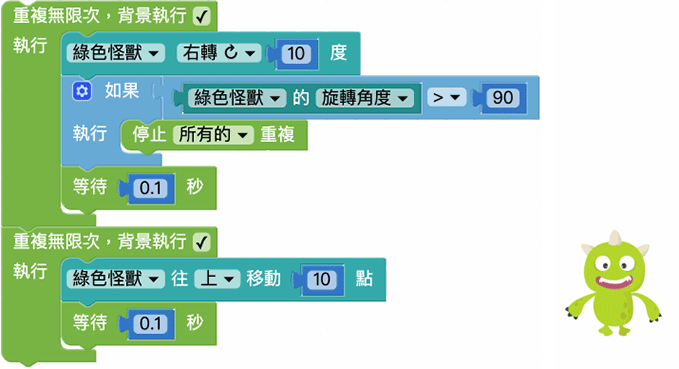 重複無限次，背景執行 ✓
執行 綠色怪獸 右轉 ↻ 10 度
如果 綠色怪獸 的 旋轉角度 > 90
執行 停止 所有的 重複
等待 0.1 秒
重複無限次，背景執行 ✓
執行 綠色怪獸 往 上 移動 10 點
等待 0.1 秒